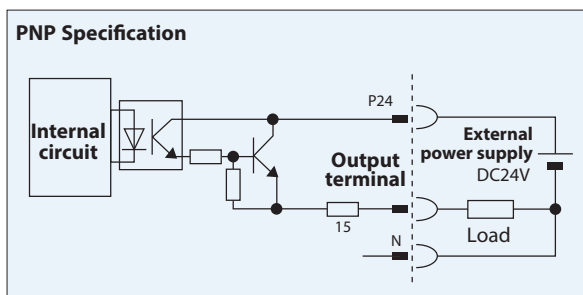 PNP Specification
P24
Internal
circuit
External
power supply
DC24V
Output
terminal
15
Load
N